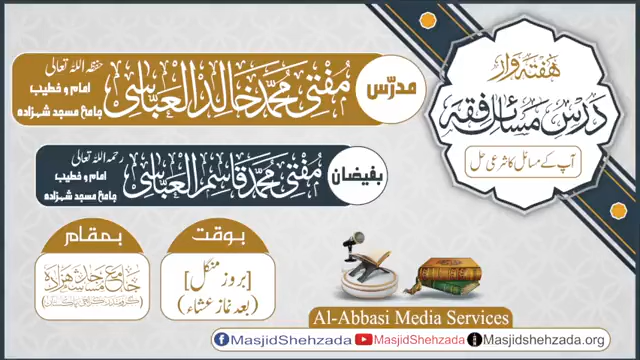 ہفتہ وار
درس مسائل فقہ
آپ کے مسائل کا شرعی حل
مدرّس
مفتی محمد خالد العباسی
حفظہ اللہ تعالی
امام و خطیب
جامع مسجد شہزادہ
بفیضان
مفتی محمد قاسم العباسی
رحمہ اللہ تعالی
امام و خطیب
جامع مسجد شہزادہ
بوقت
[بروز منگل]
(بعد نماز عشاء)
بمقام
جامع مسجد شہزادہ
Al-Abbasi Media Services
MasjidShehzada
MasjidShehzada
Masjidshehzada.org